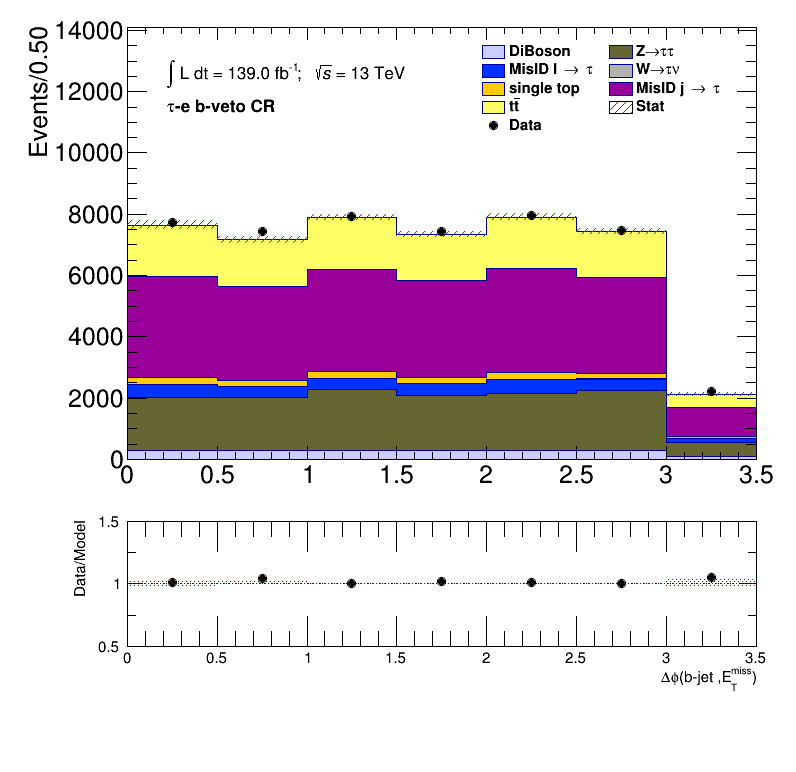 Events/0.50
14000
12000
10000
8000
6000
4000
2000
0
∫ L dt = 139.0 fb⁻¹; √s = 13 TeV
τ-e b-veto CR
DiBoson
MisID l → τ
single top
tt̄
Data
Z→ττ
W→τν
MisID j → τ
Stat
0 0.5 1 1.5 2 2.5 3 3.5
Data/Model
1.5
1
0.5
0 0.5 1 1.5 2 2.5 3 3.5
Δϕ(b-jet ,E_T^miss)